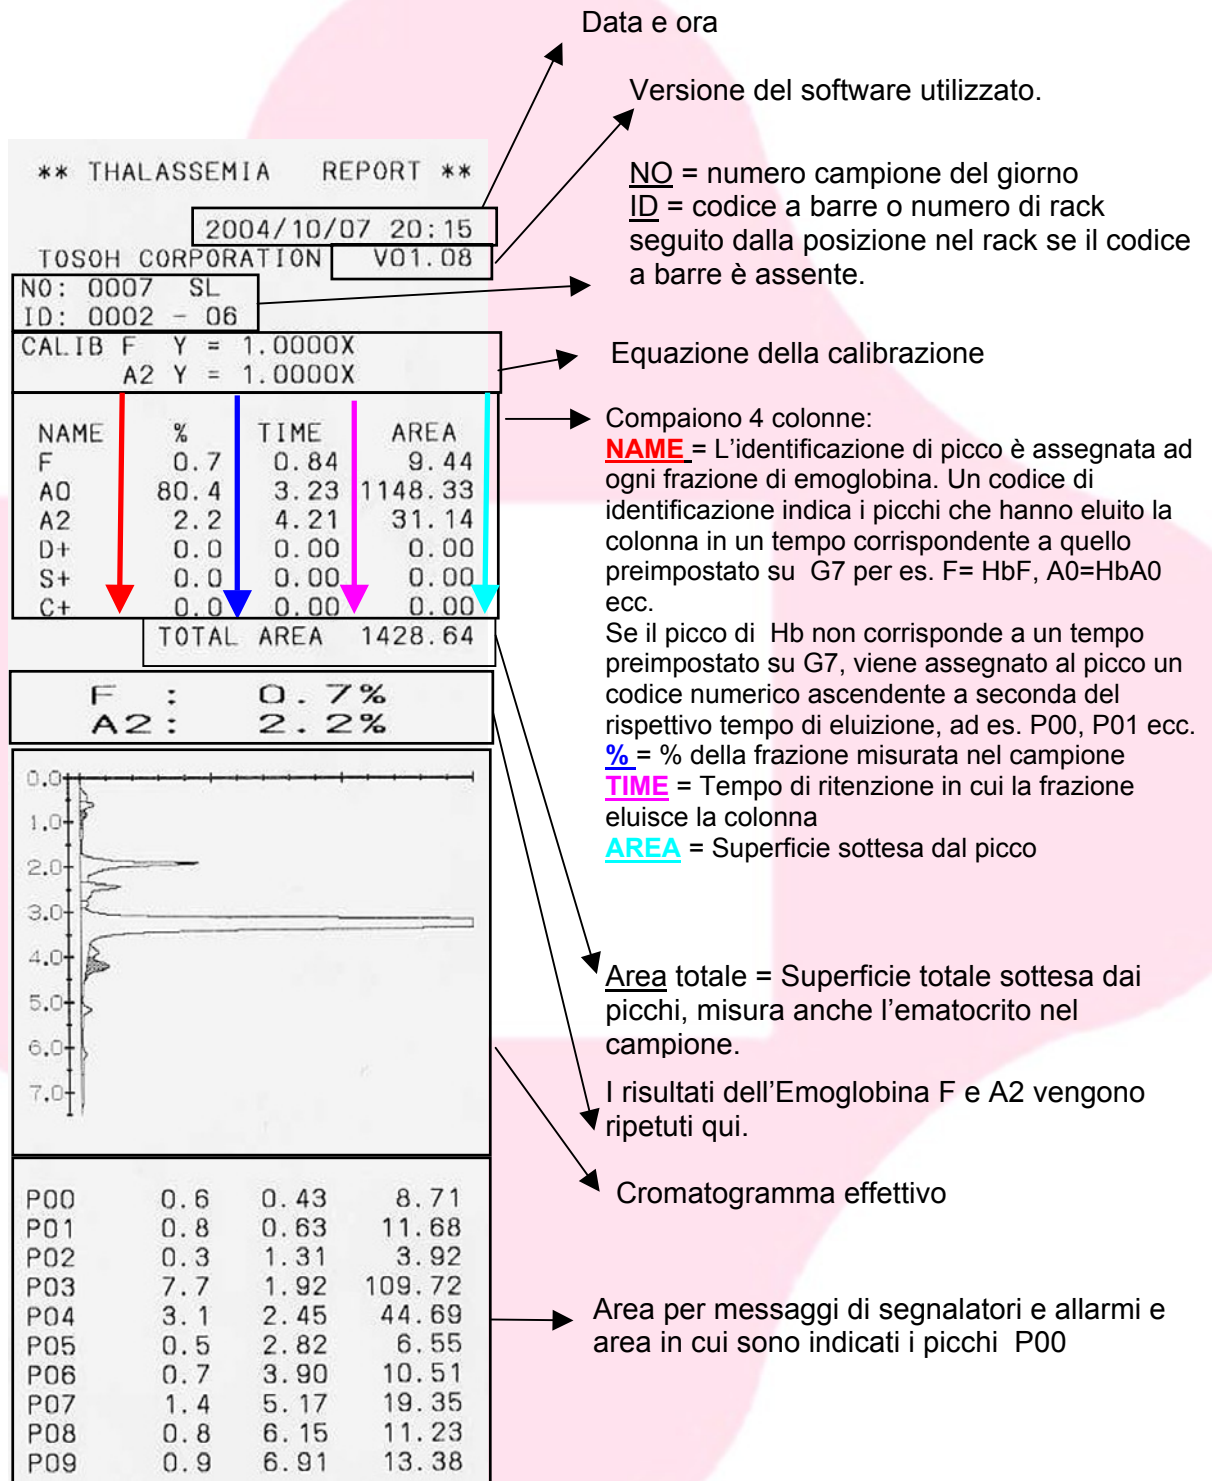 Data e ora
Versione del software utilizzato.
** THALASSEMIA REPORT **
2004/10/07 20:15
TOSOH CORPORATION V01.08
NO: 0007 SL
ID: 0002 - 06
CALIB F Y = 1.0000X
A2 Y = 1.0000X
NAME % TIME AREA
F 0.7 0.84 9.44
A0 80.4 3.23 1148.33
A2 2.2 4.21 31.14
D+ 0.0 0.00 0.00
S+ 0.0 0.00 0.00
C+ 0.0 0.00 0.00
TOTAL AREA 1428.64
F : 0.7%
A2 : 2.2%
0.0
1.0
2.0
3.0
4.0
5.0
6.0
7.0
P00 0.6 0.43 8.71
P01 0.8 0.63 11.68
P02 0.3 1.31 3.92
P03 7.7 1.92 109.72
P04 3.1 2.45 44.69
P05 0.5 2.82 6.55
P06 0.7 3.90 10.51
P07 1.4 5.17 19.35
P08 0.8 6.15 11.23
P09 0.9 6.91 13.38
NO = numero campione del giorno
ID = codice a barre o numero di rack
seguito dalla posizione nel rack se il codice
a barre è assente.
Equazione della calibrazione
Compaiono 4 colonne:
NAME = L'identificazione di picco è assegnata ad
ogni frazione di emoglobina. Un codice di
identificazione indica i picchi che hanno eluito la
colonna in un tempo corrispondente a quello
preimpostato su G7 per es. F= HbF, A0=HbA0
ecc.
Se il picco di Hb non corrisponde a un tempo
preimpostato su G7, viene assegnato al picco un
codice numerico ascendente a seconda del
rispettivo tempo di eluizione, ad es. P00, P01 ecc.
% = % della frazione misurata nel campione
TIME = Tempo di ritenzione in cui la frazione
eluisce la colonna
AREA = Superficie sottesa dal picco
Area totale = Superficie totale sottesa dai
picchi, misura anche l'ematocrito nel
campione.
I risultati dell'Emoglobina F e A2 vengono
ripetuti qui.
Cromatogramma effettivo
Area per messaggi di segnalatori e allarmi e
area in cui sono indicati i picchi P00